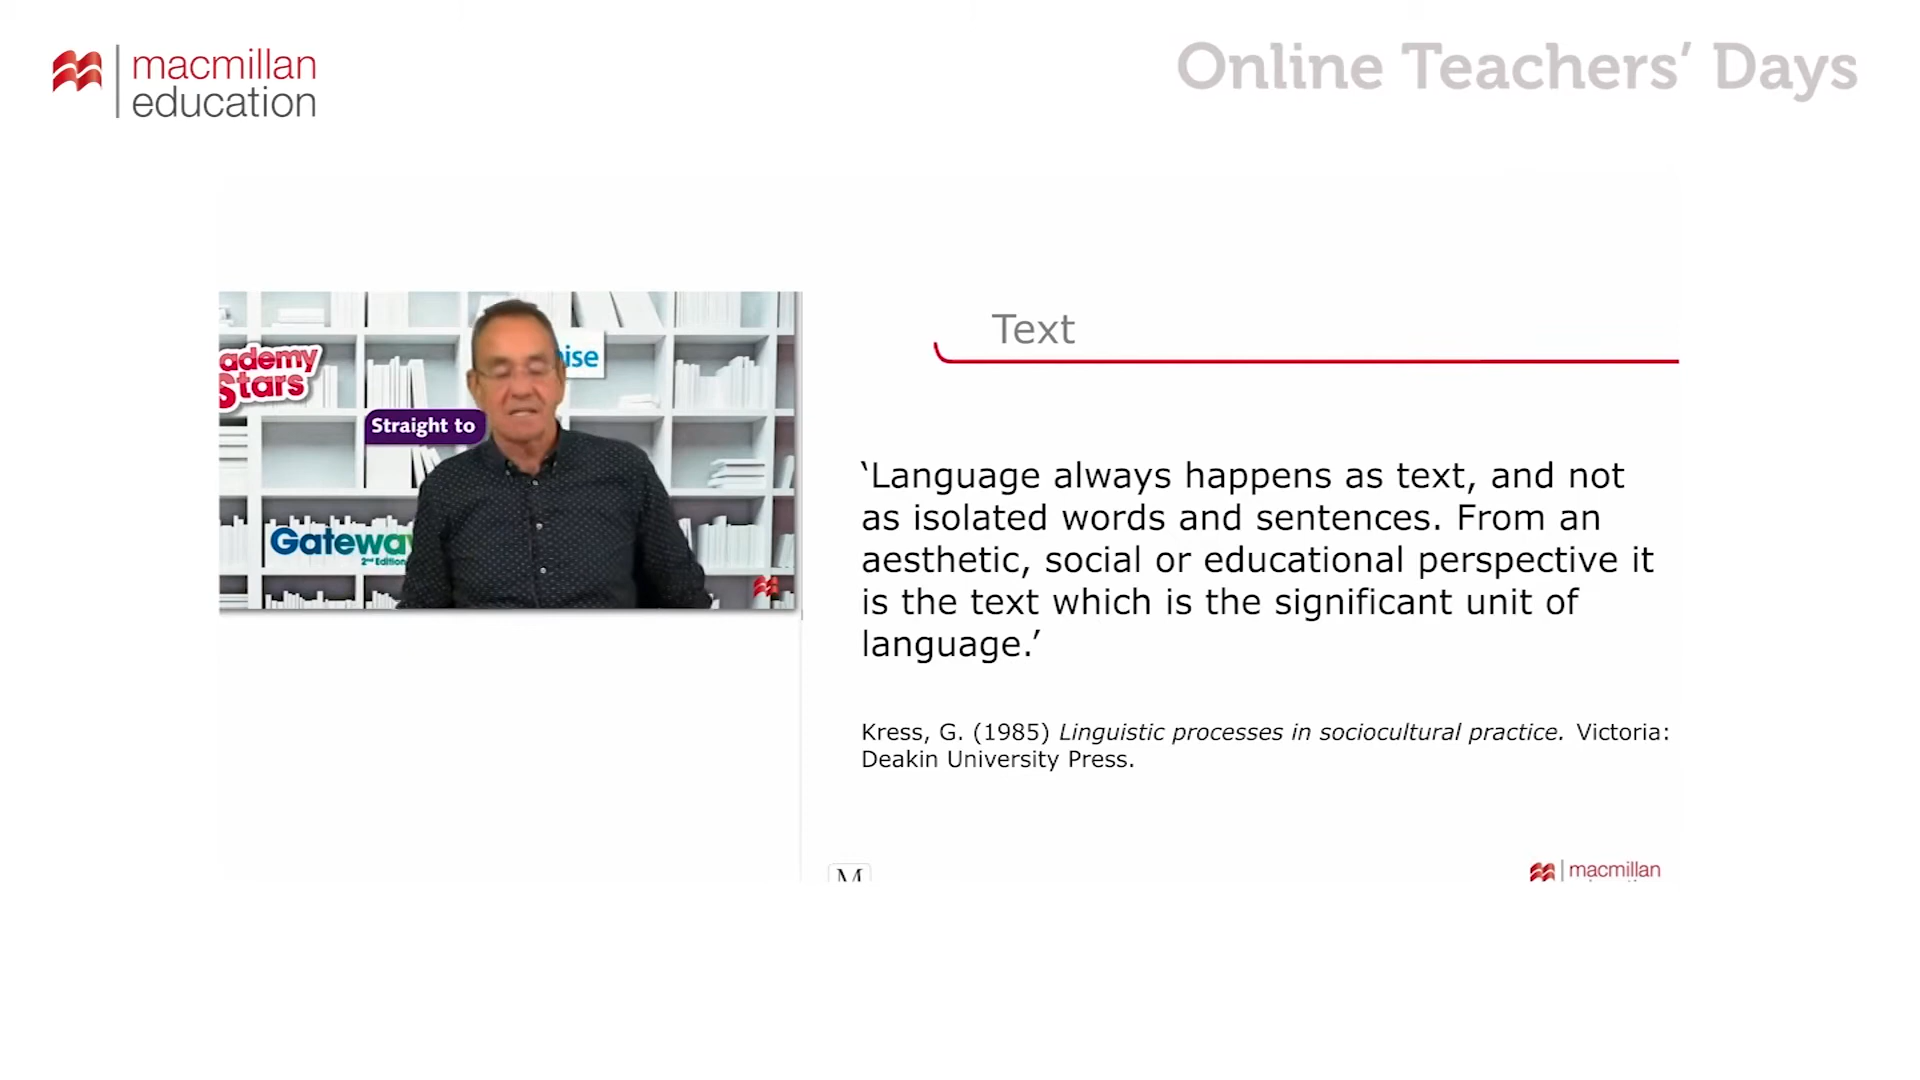 macmillan
education
Online Teachers’ Days
ademy
Stars
ise
Straight to
Gateway
2nd Edition
Text
‘Language always happens as text, and not
as isolated words and sentences. From an
aesthetic, social or educational perspective it
is the text which is the significant unit of
language.’
Kress, G. (1985) Linguistic processes in sociocultural practice. Victoria:
Deakin University Press.
M
macmillan